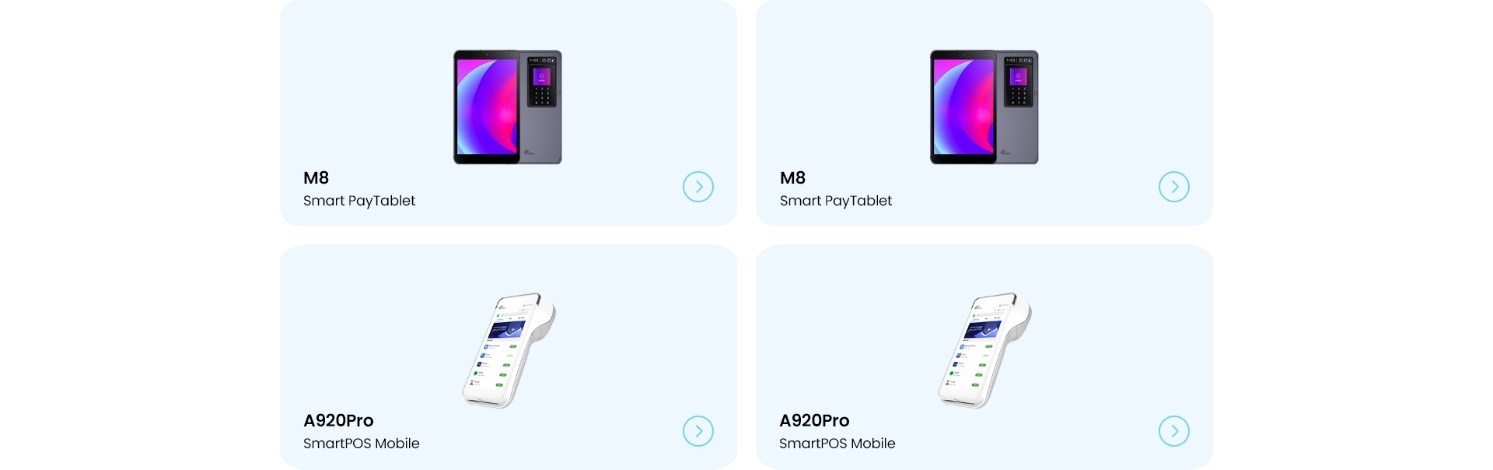 M8
Smart PayTablet
M8
Smart PayTablet
A920Pro
SmartPOS Mobile
A920Pro
SmartPOS Mobile